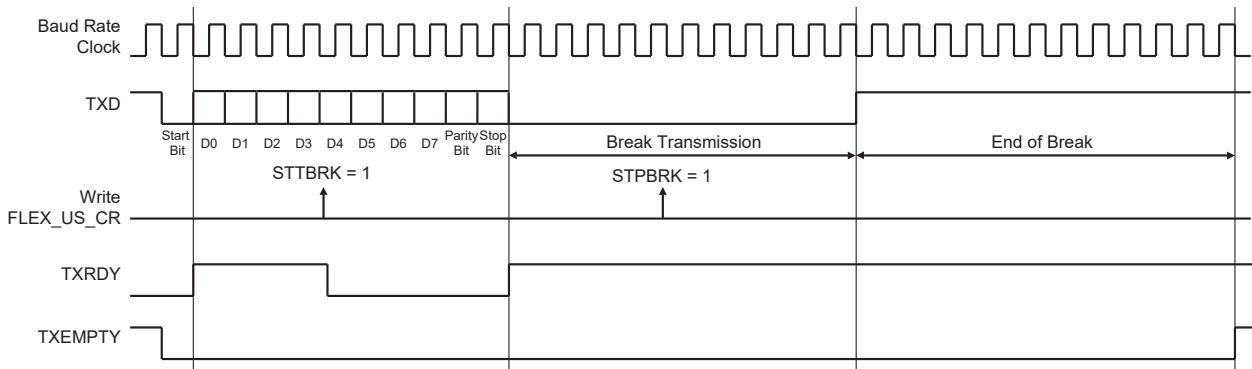 Baud Rate
Clock
TXD
Start
Bit
D0 D1 D2 D3 D4 D5 D6 D7
Parity
Bit
Stop
Bit
Break Transmission
End of Break
STTBRK = 1
STPBRK = 1
Write
FLEX_US_CR
TXRDY
TXEMPTY